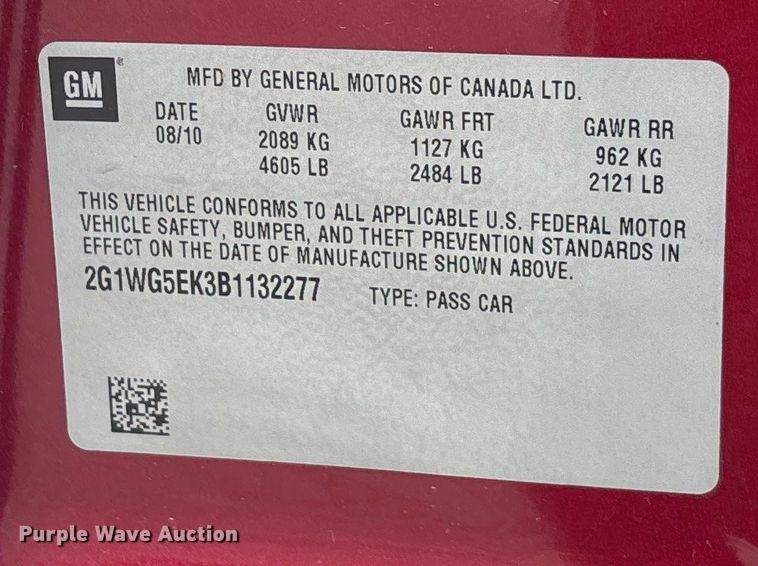 GM
MFD BY GENERAL MOTORS OF CANADA LTD.
DATE GVWR GAWR FRT GAWR RR
08/10 2089 KG 1127 KG 962 KG
4605 LB 2484 LB 2121 LB
THIS VEHICLE CONFORMS TO ALL APPLICABLE U.S. FEDERAL MOTOR
VEHICLE SAFETY, BUMPER, AND THEFT PREVENTION STANDARDS IN
EFFECT ON THE DATE OF MANUFACTURE SHOWN ABOVE.
2G1WG5EK3B1132277 TYPE: PASS CAR
Purple Wave Auction